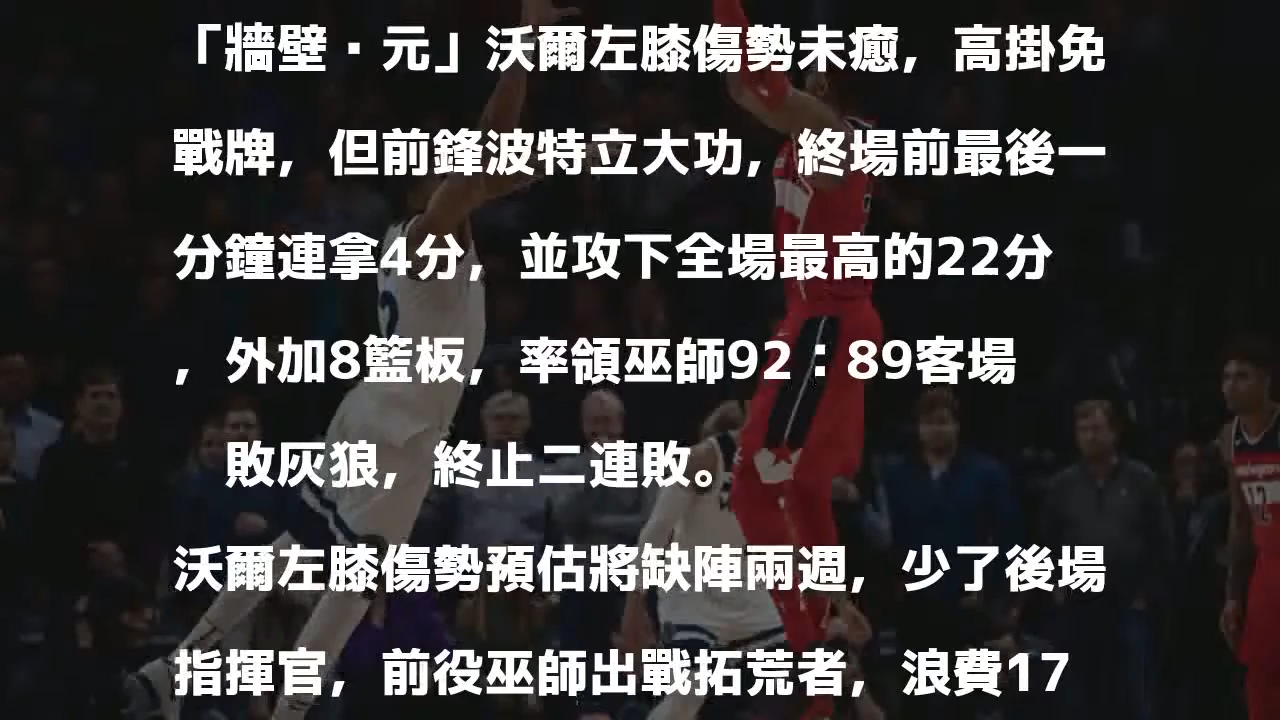 「牆壁·元」沃爾左膝傷勢未癒，高掛免
戰牌，但前鋒波特立大功，終場前最後一
分鐘連拿4分，並攻下全場最高的22分
，外加8籃板，率領巫師92：89客場
敗灰狼，終止二連敗。
沃爾左膝傷勢預估將缺陣兩週，少了後場
指揮官，前役巫師出戰拓荒者，浪費17